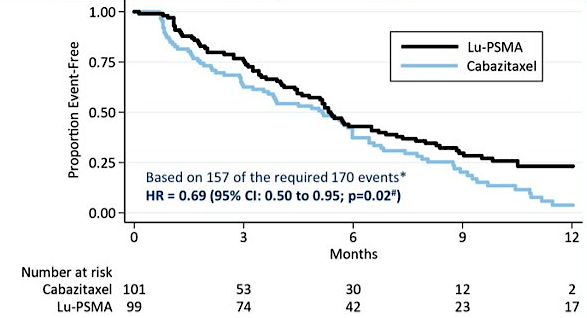 Proportion Event-Free
1.00
0.75
0.50
0.25
0.00
Lu-PSMA
Cabazitaxel
Based on 157 of the required 170 events*
HR = 0.69 (95% CI: 0.50 to 0.95; p=0.02#)
0 3 6 9 12
Months
Number at risk
Cabazitaxel 101 53 30 12 2
Lu-PSMA 99 74 42 23 17